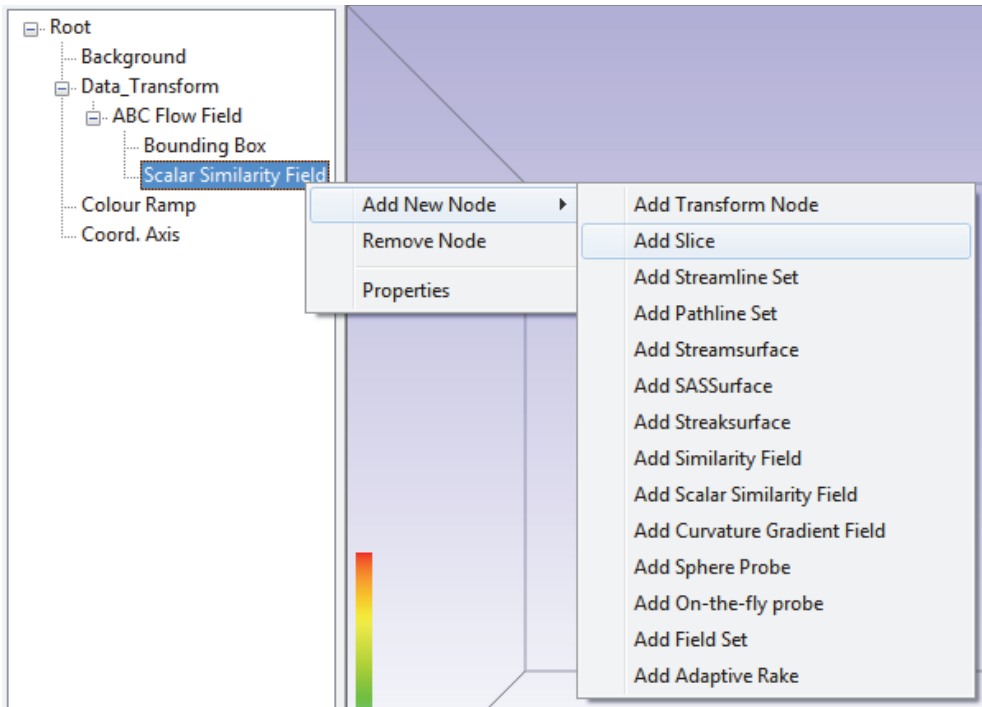 Root
Background
Data_Transform
ABC Flow Field
Bounding Box
Scalar Similarity Field
Colour Ramp
Coord. Axis
Add New Node
Remove Node
Properties
Add Transform Node
Add Slice
Add Streamline Set
Add Pathline Set
Add Streamsurface
Add SASSurface
Add Streaksurface
Add Similarity Field
Add Scalar Similarity Field
Add Curvature Gradient Field
Add Sphere Probe
Add On-the-fly probe
Add Field Set
Add Adaptive Rake